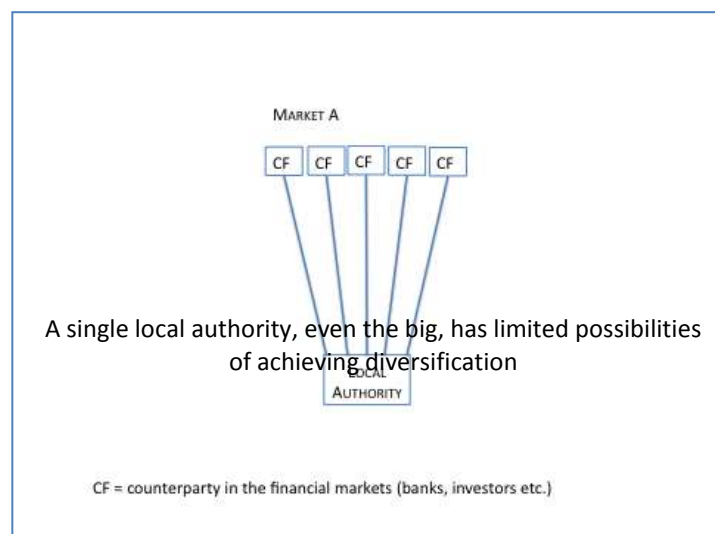 MARKET A
CF CF CF CF CF
A single local authority, even the big, has limited possibilities
of achieving diversification
LOCAL
AUTHORITY
CF = counterparty in the financial markets (banks, investors etc.)